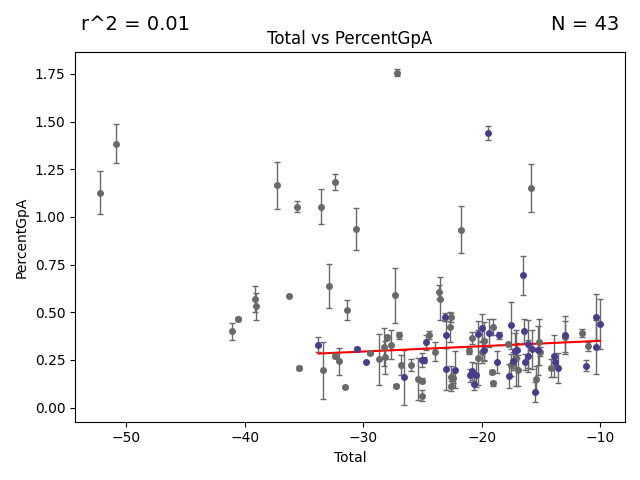 r^2 = 0.01
N = 43
Total vs PercentGpA
PercentGpA
1.75
1.50
1.25
1.00
0.75
0.50
0.25
0.00
−50
−40
−30
−20
−10
Total